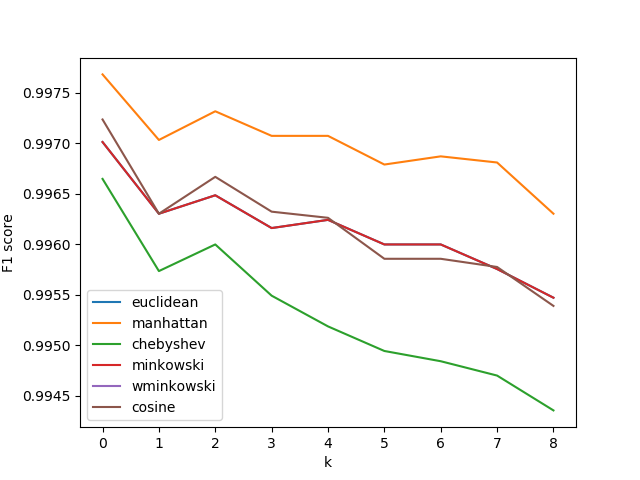 0.9975
0.9970
0.9965
0.9960
0.9955
0.9950
0.9945
F1 score
euclidean
manhattan
chebyshev
minkowski
wminkowski
cosine
0 1 2 3 4 5 6 7 8
k